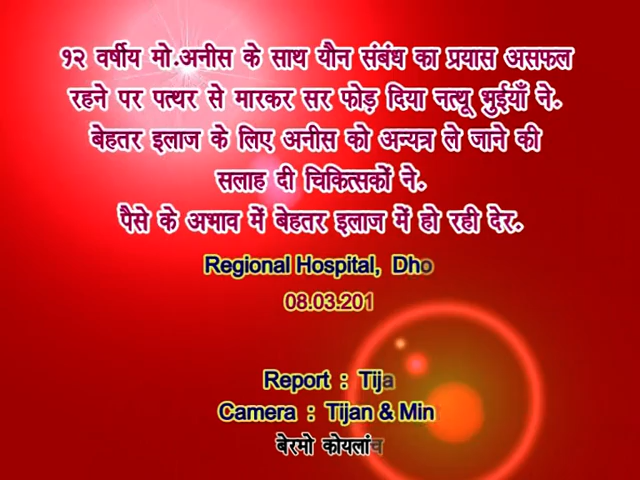 १२ वर्षीय मो.अनीस के साथ यौन संबंध का प्रयास असफल
रहने पर पत्थर से मारकर सर फोड़ दिया नत्थू भुईयाँ ने.
बेहतर इलाज के लिए अनीस को अन्यत्र ले जाने की
सलाह दी चिकित्सकों ने.
पैसे के अभाव में बेहतर इलाज में हो रही देर.
Regional Hospital, Dho
08.03.201
Report : Tija
Camera : Tijan & Min
बेरमो कोयलांच